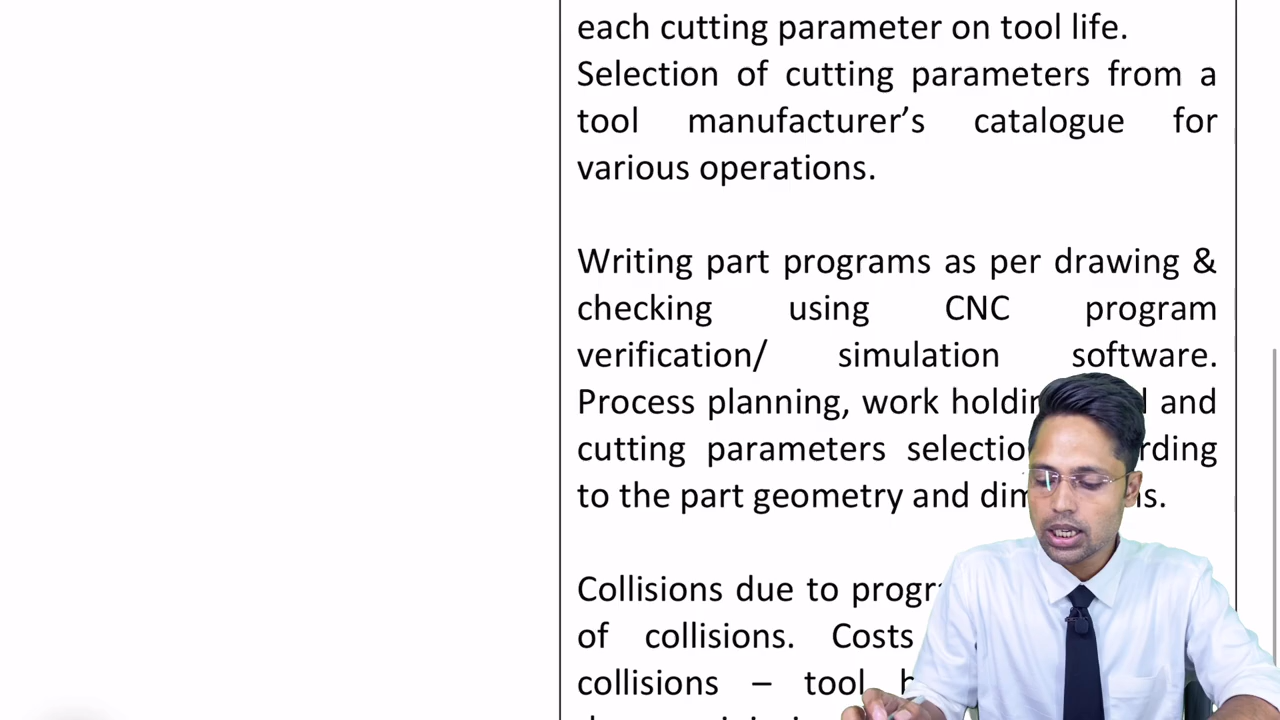 each cutting parameter on tool life.
Selection of cutting parameters from a
tool manufacturer’s catalogue for
various operations.
Writing part programs as per drawing &
checking using CNC program
verification/ simulation software.
Process planning, work and
cutting parameters
to the part geometry and
Collisions due to
of collisions. Costs
collisions – tool